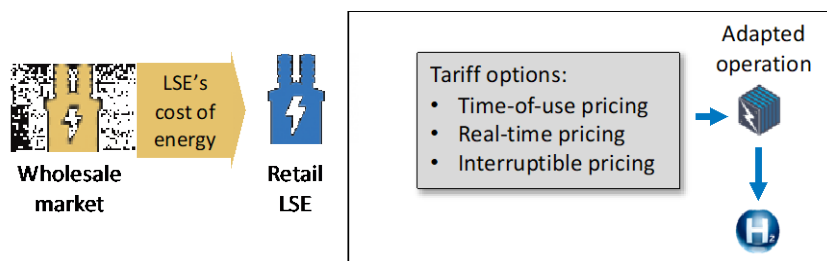 LSE's
cost of
energy
Wholesale
market
Retail
LSE
Tariff options:
• Time-of-use pricing
• Real-time pricing
• Interruptible pricing
Adapted
operation
H2